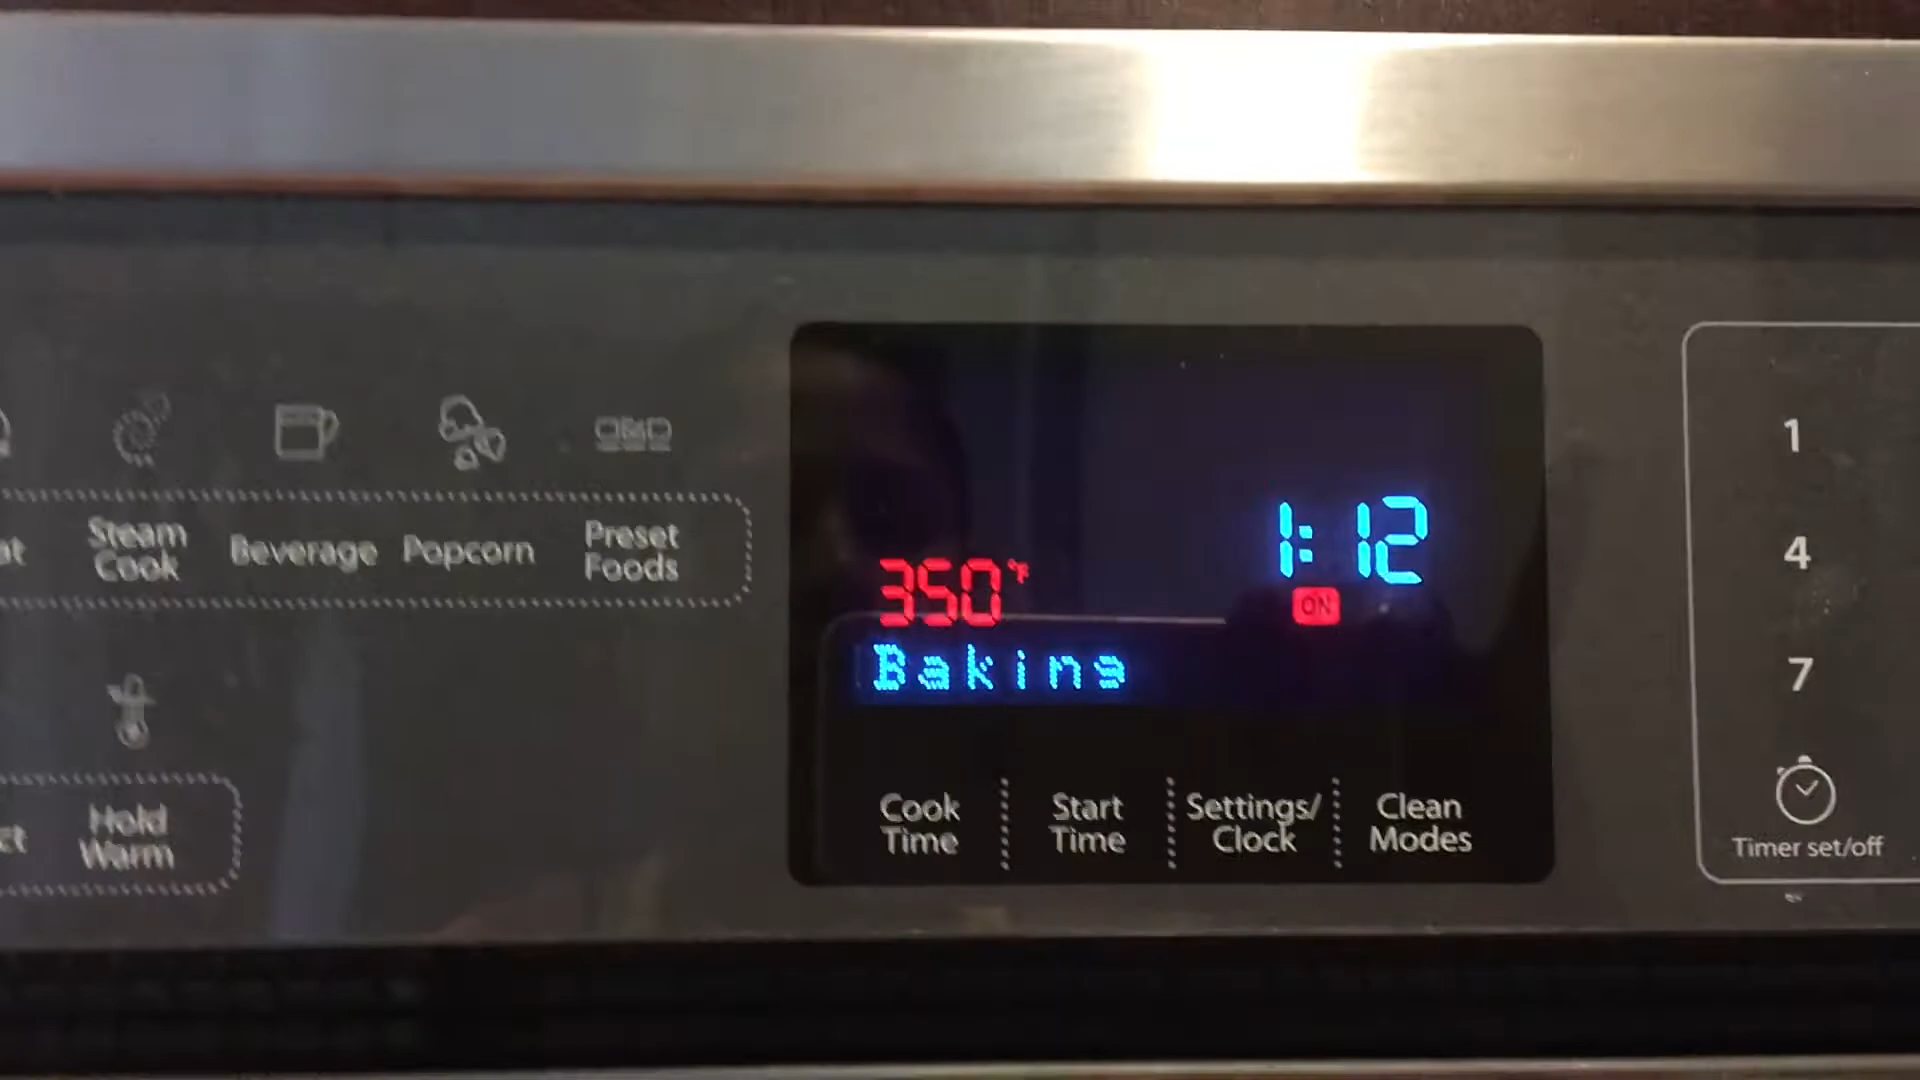 Steam
Cook
Beverage
Popcorn
Preset
Foods
Hold
Warm
1:12
350°F
ON
Baking
Cook
Time
Start
Time
Settings/
Clock
Clean
Modes
1
4
7
Timer set/off